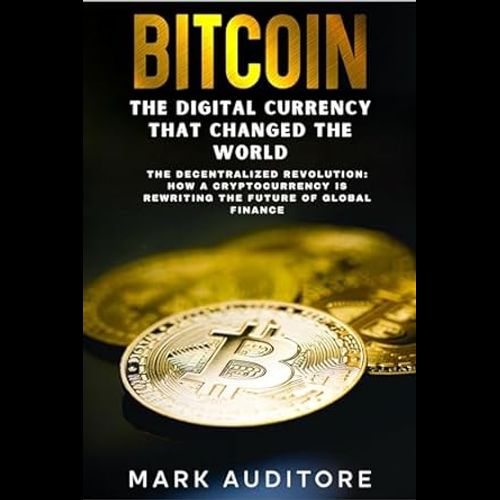 BITCOIN
THE DIGITAL CURRENCY
THAT CHANGED THE
WORLD
THE DECENTRALIZED REVOLUTION:
HOW A CRYPTOCURRENCY IS
REWRITING THE FUTURE OF GLOBAL
FINANCE
MARK AUDITORE